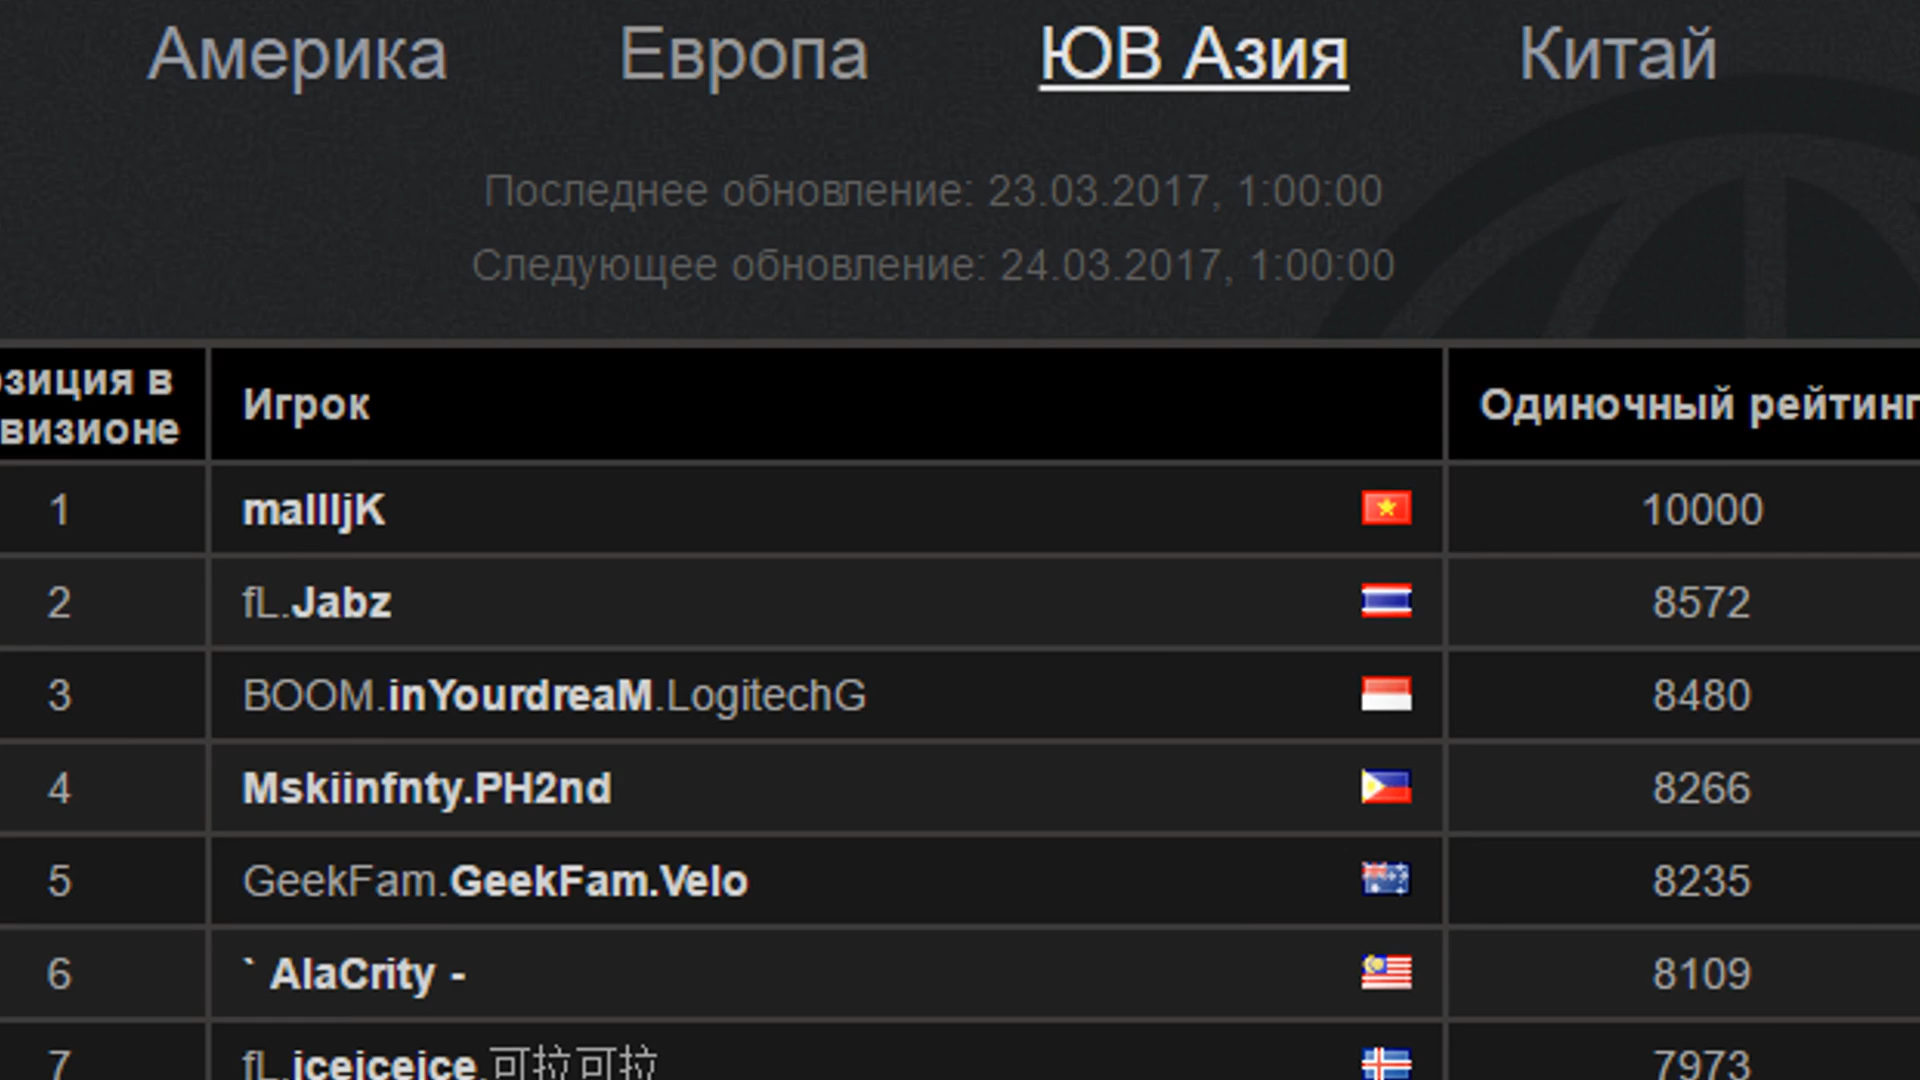 Америка Европа ЮВ Азия Китай
Последнее обновление: 23.03.2017, 1:00:00
Следующее обновление: 24.03.2017, 1:00:00
озиция в
визионе
Игрок
Одиночный рейтинг
1 mallljK 10000
2 fL.Jabz 8572
3 BOOM.inYourdreaM.LogitechG 8480
4 Mskiinfnty.PH2nd 8266
5 GeekFam.GeekFam.Velo 8235
6 ` AlaCrity - 8109
7 fL.iceiceice.可拉可拉 7973